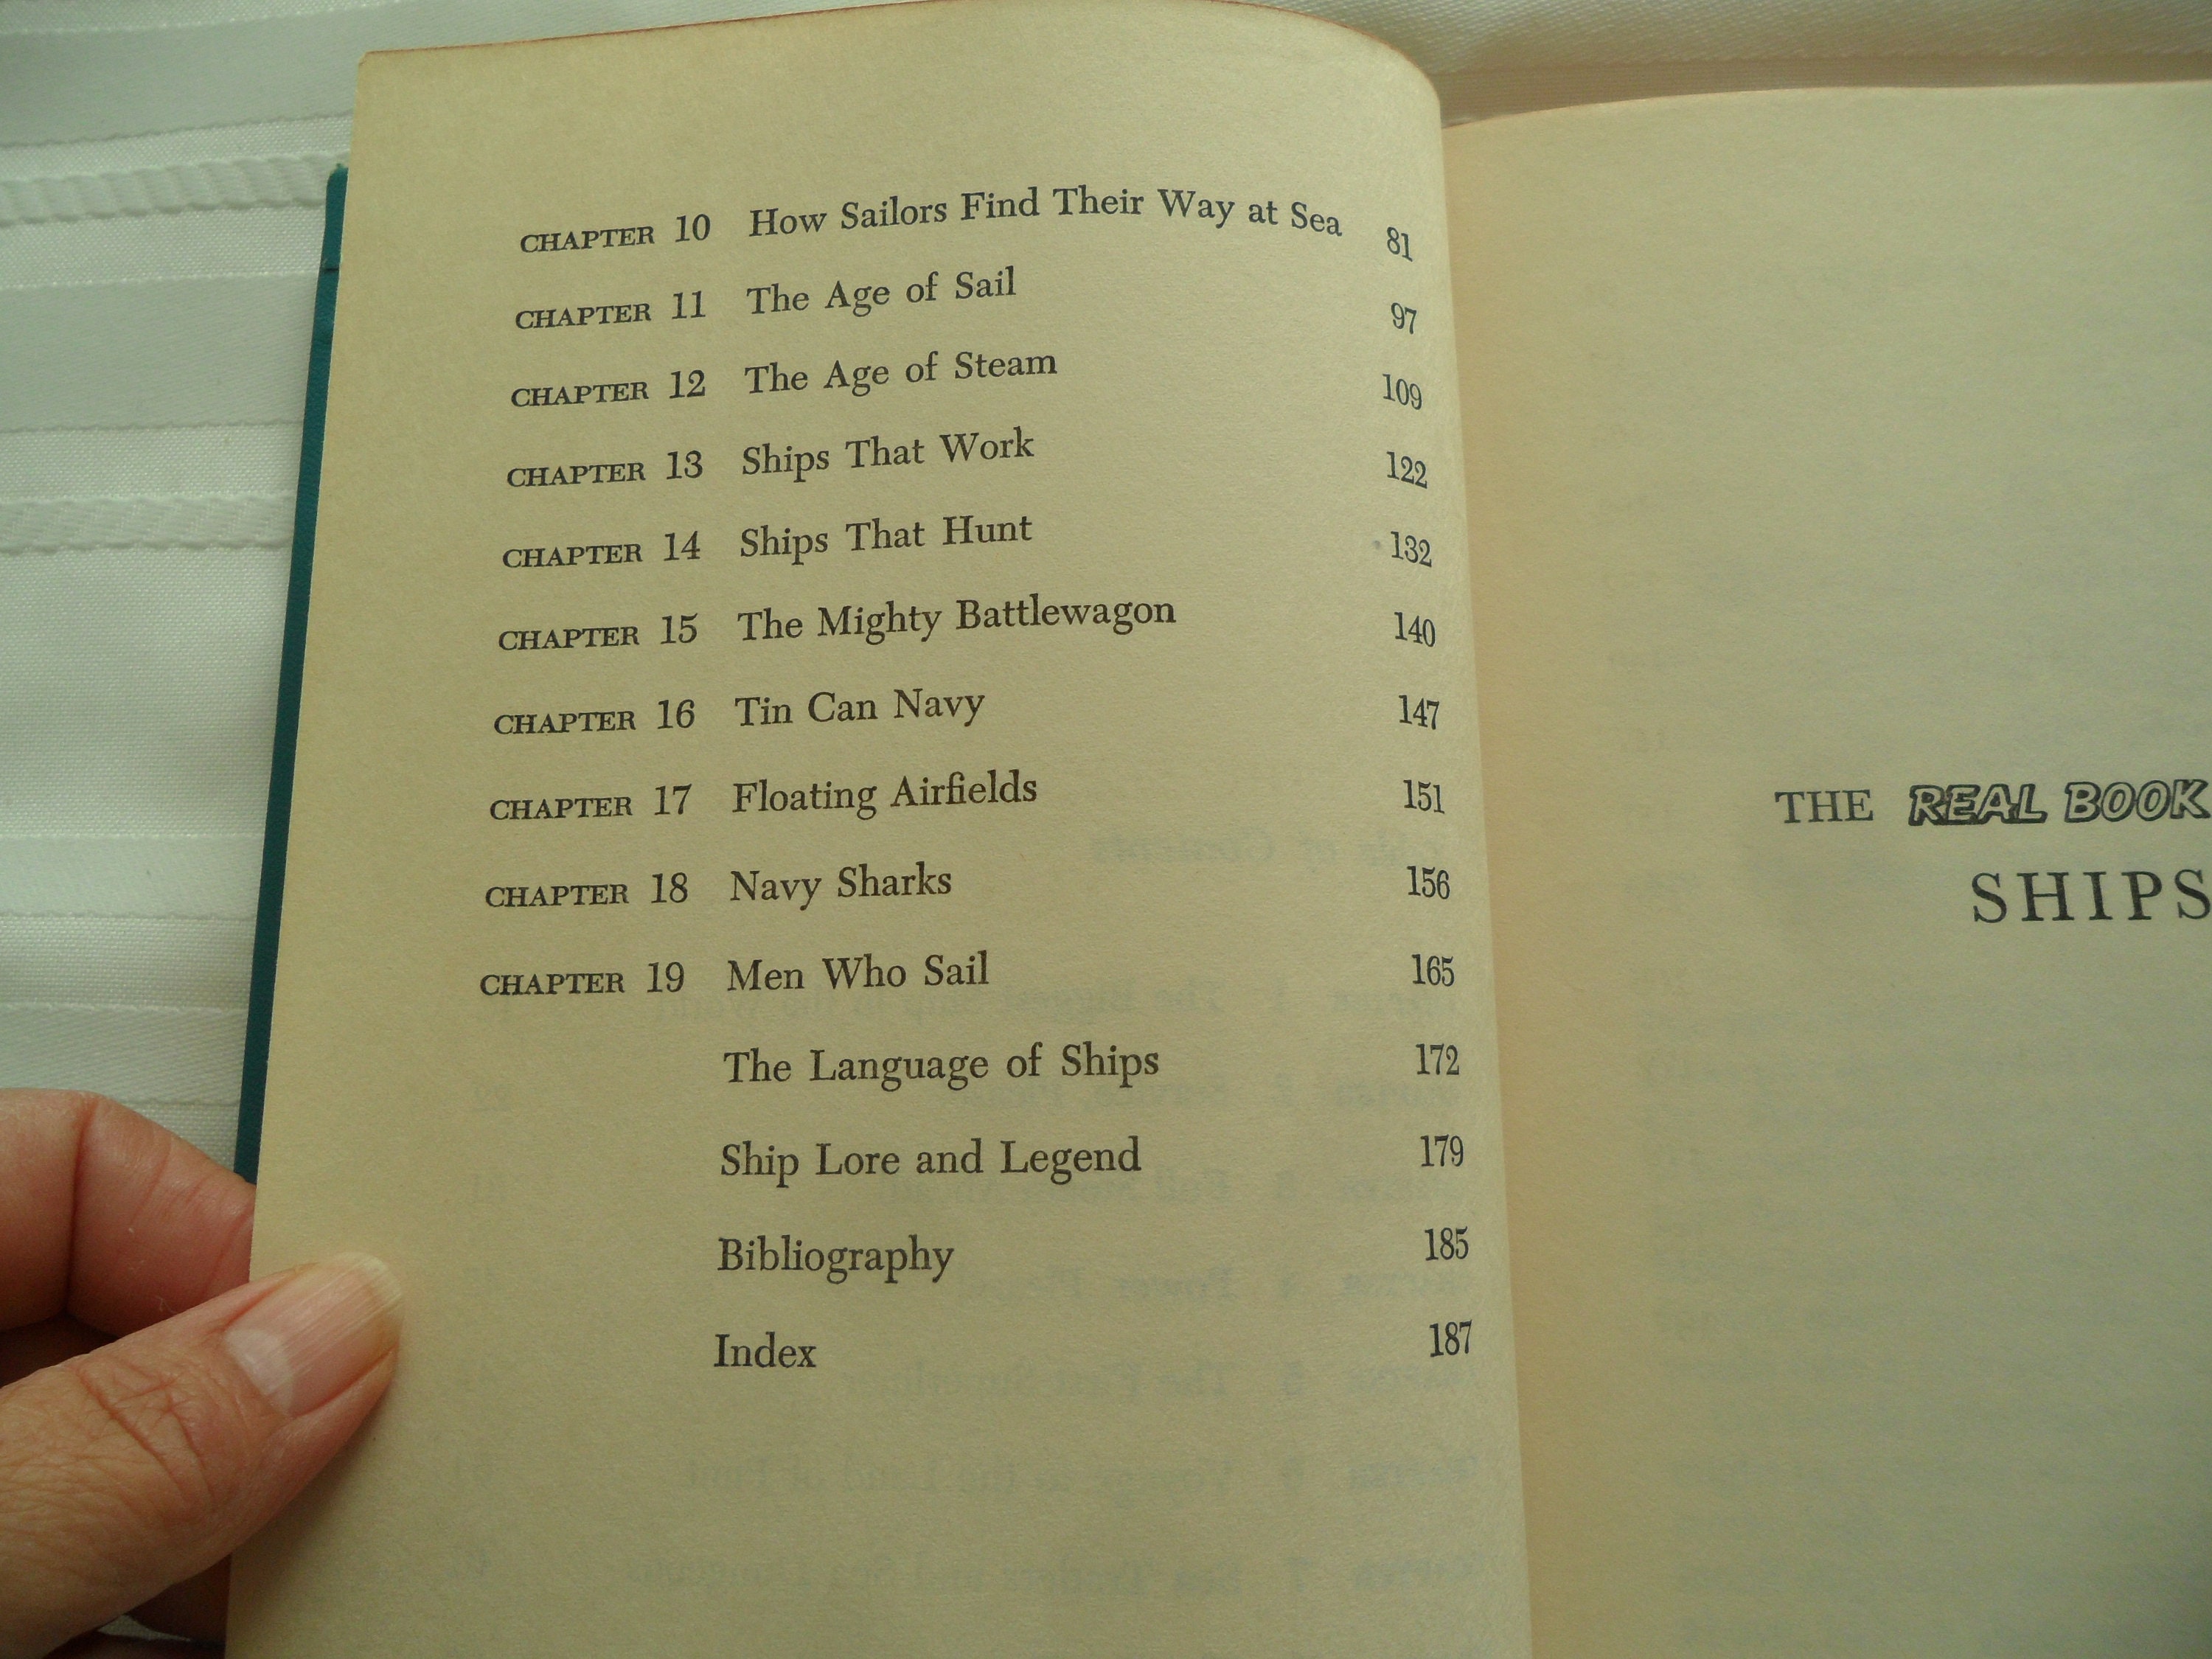 CHAPTER 10 How Sailors Find Their Way at Sea 81
CHAPTER 11 The Age of Sail 97
CHAPTER 12 The Age of Steam 109
CHAPTER 13 Ships That Work 122
CHAPTER 14 Ships That Hunt 132
CHAPTER 15 The Mighty Battlewagon 140
CHAPTER 16 Tin Can Navy 147
CHAPTER 17 Floating Airfields 151
CHAPTER 18 Navy Sharks 156
CHAPTER 19 Men Who Sail 165
The Language of Ships 172
Ship Lore and Legend 179
Bibliography 185
Index 187
THE REAL BOOK
SHIPS